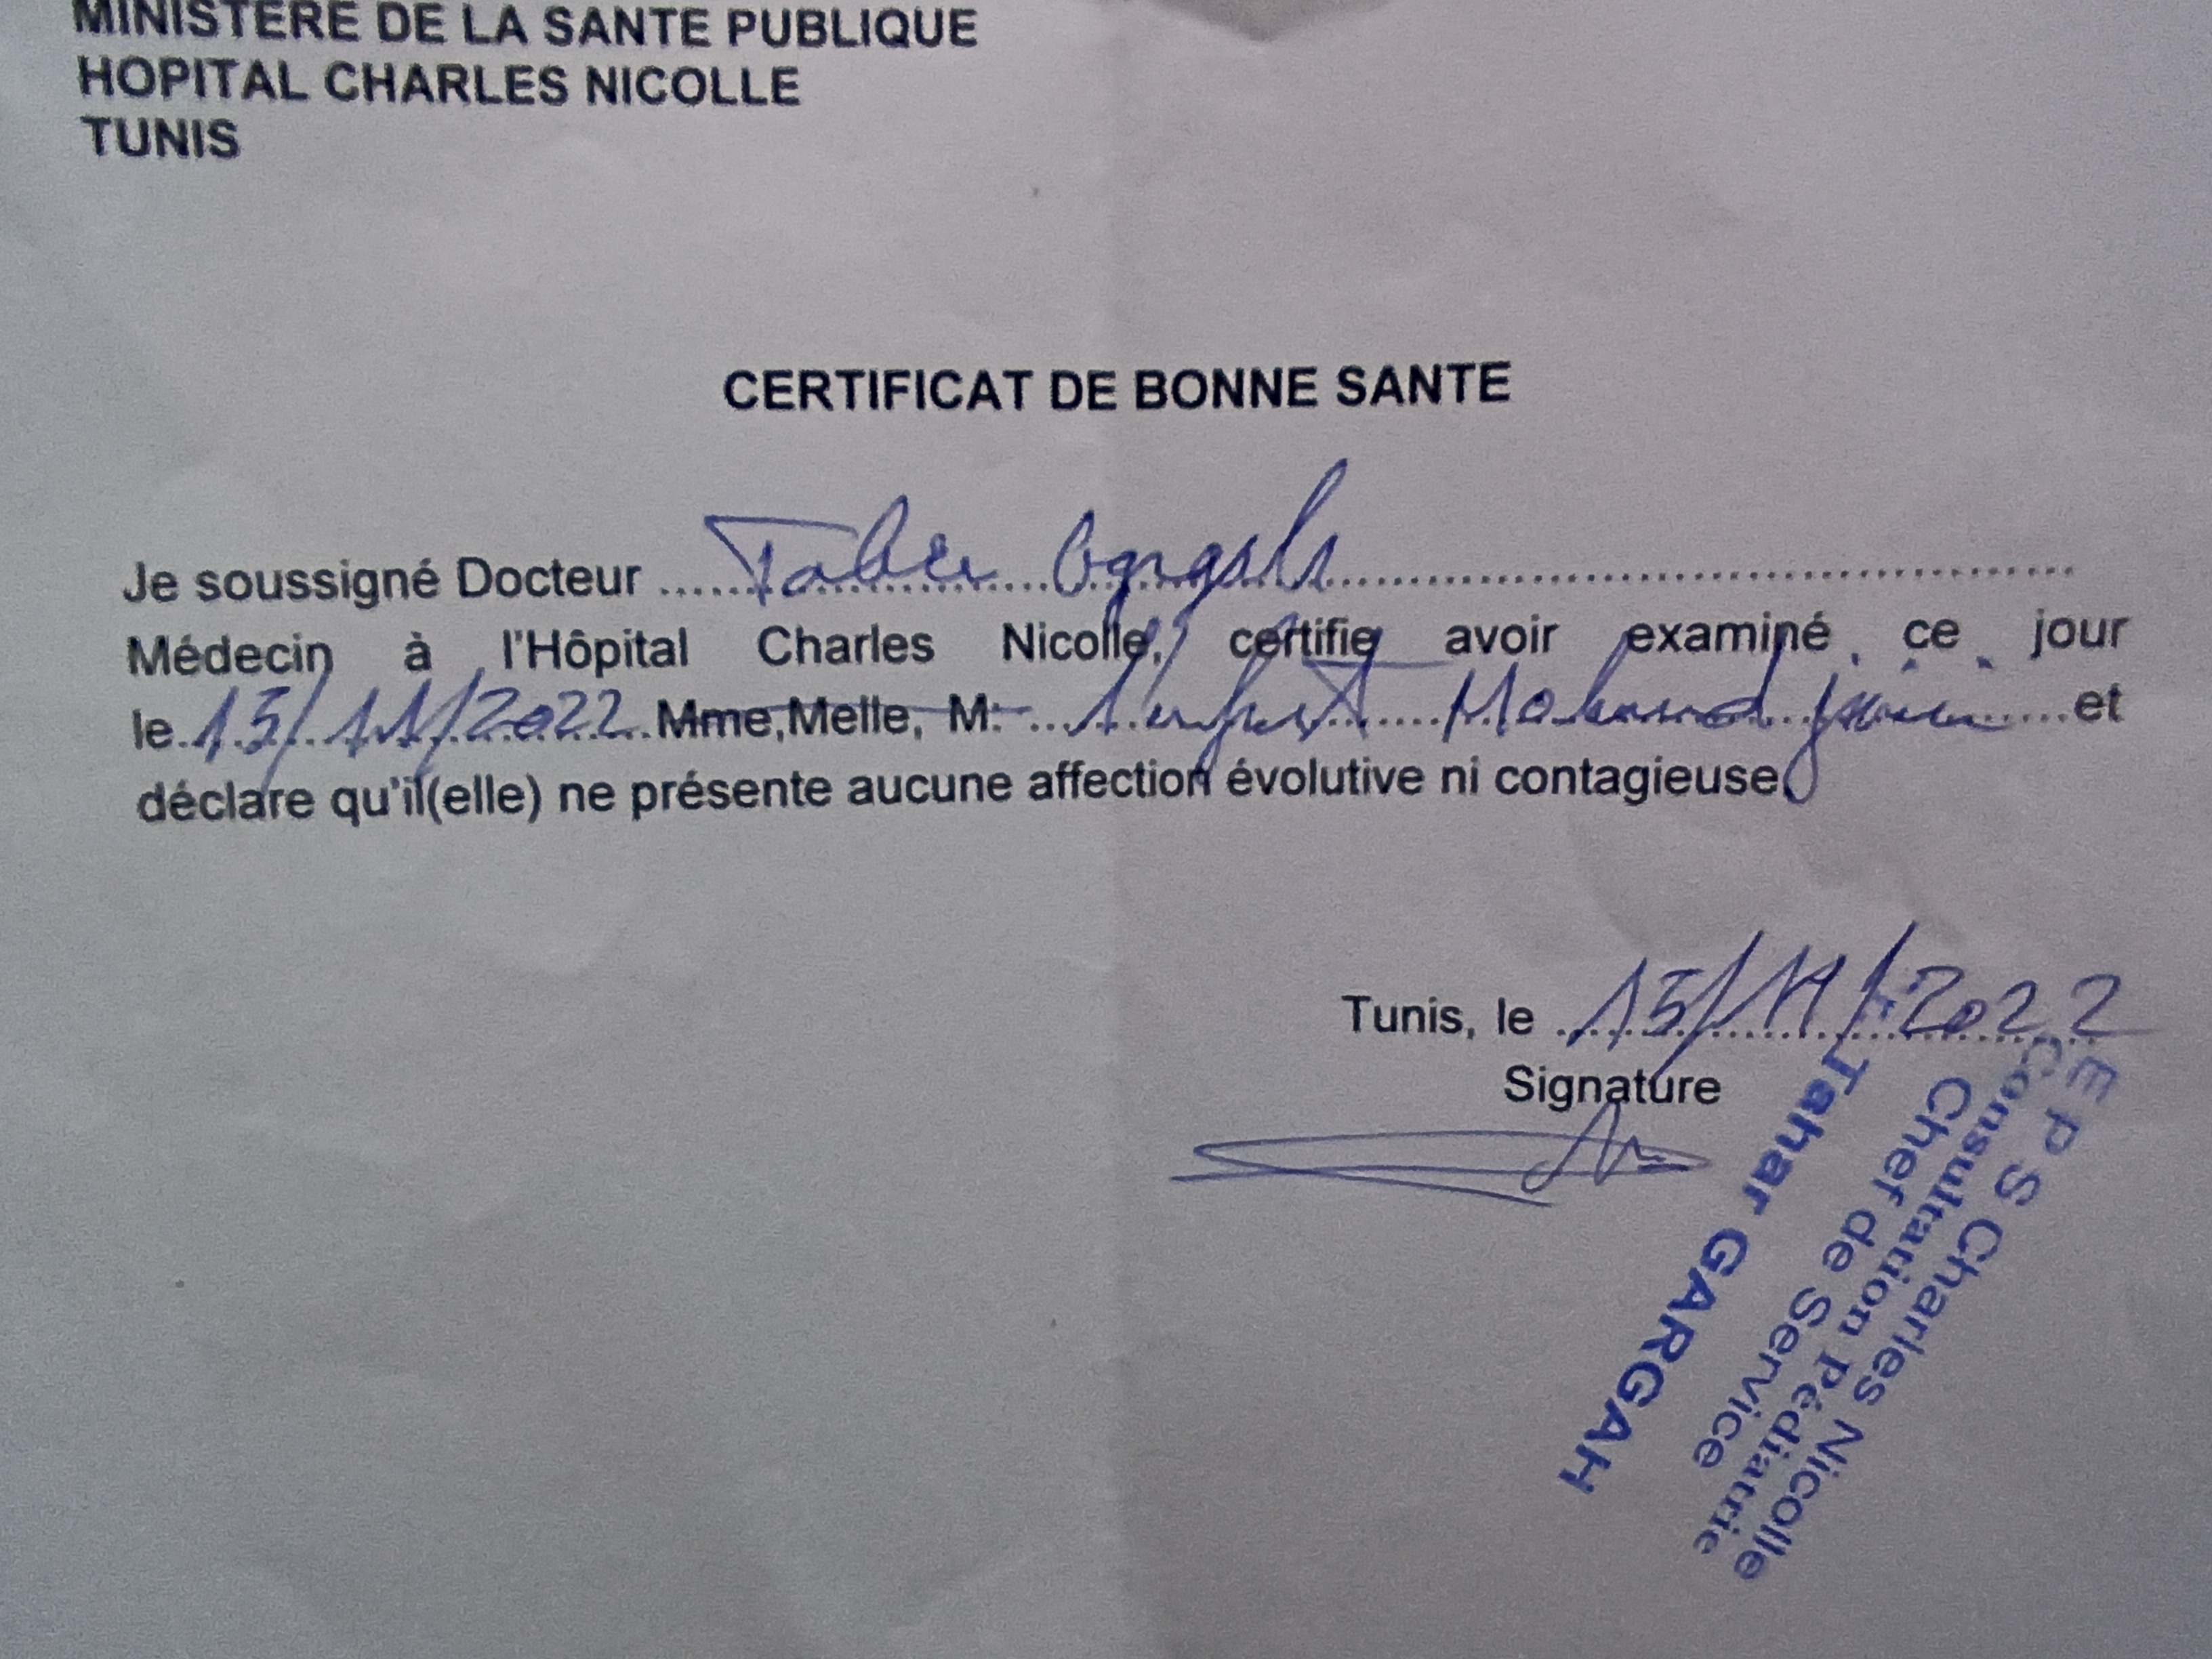 MINISTERE DE LA SANTE PUBLIQUE
HOPITAL CHARLES NICOLLE
TUNIS
CERTIFICAT DE BONNE SANTE
Je soussigné Docteur ....................
Médecin à l'Hôpital Charles Nicolle, certifie avoir examiné ce jour
le 15/11/2022 Mme, Melle, M: ... et
déclare qu'il(elle) ne présente aucune affection évolutive ni contagieuse.
Tunis, le 15/11/2022
Signature
E P S Charles Nicolle
Consultation Pédiatrie
Chef de Service
Tahar GARGAH